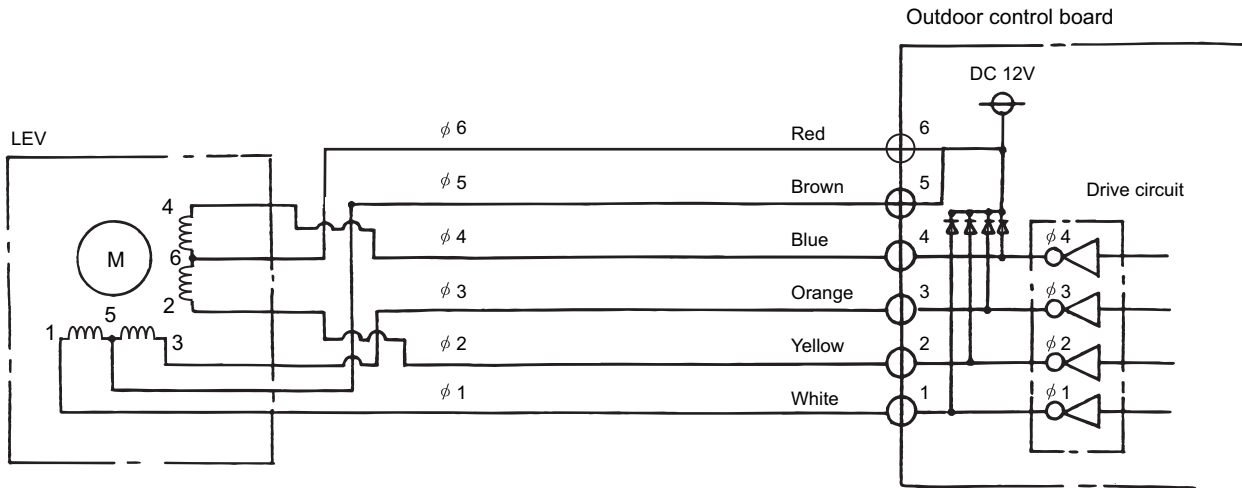 Outdoor control board
DC 12V
LEV
φ 6 Red 6
φ 5 Brown 5
Drive circuit
4
φ 4 Blue 4 φ 4
M 6
φ 3 Orange 3 φ 3
2
5
1 3
φ 2 Yellow 2 φ 2
φ 1 White 1 φ 1